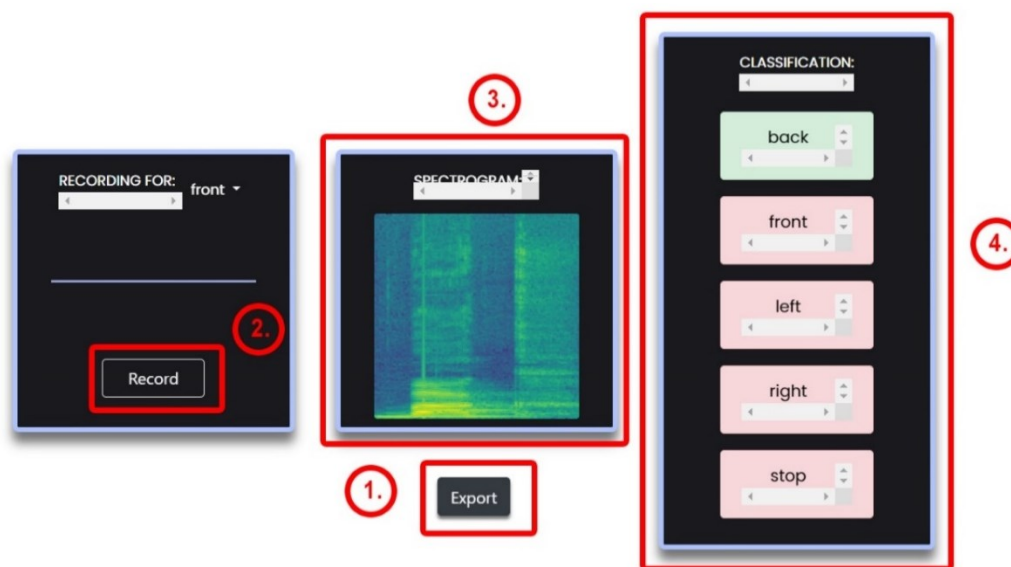 3.
CLASSIFICATION:
back
RECORDING FOR:
front
SPECTROGRAM:
front
4.
left
2.
Record
right
stop
1.
Export